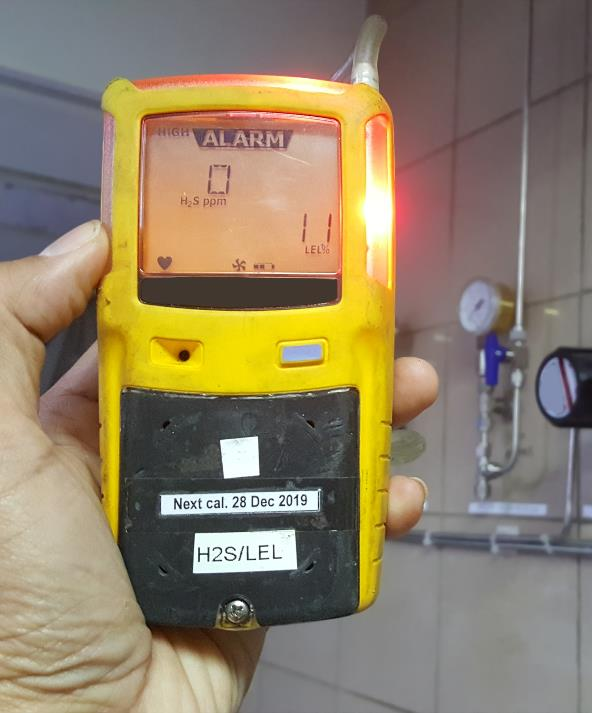 HIGH ALARM
0
H₂S ppm
11
LEL%
Next cal. 28 Dec 2019
H2S/LEL